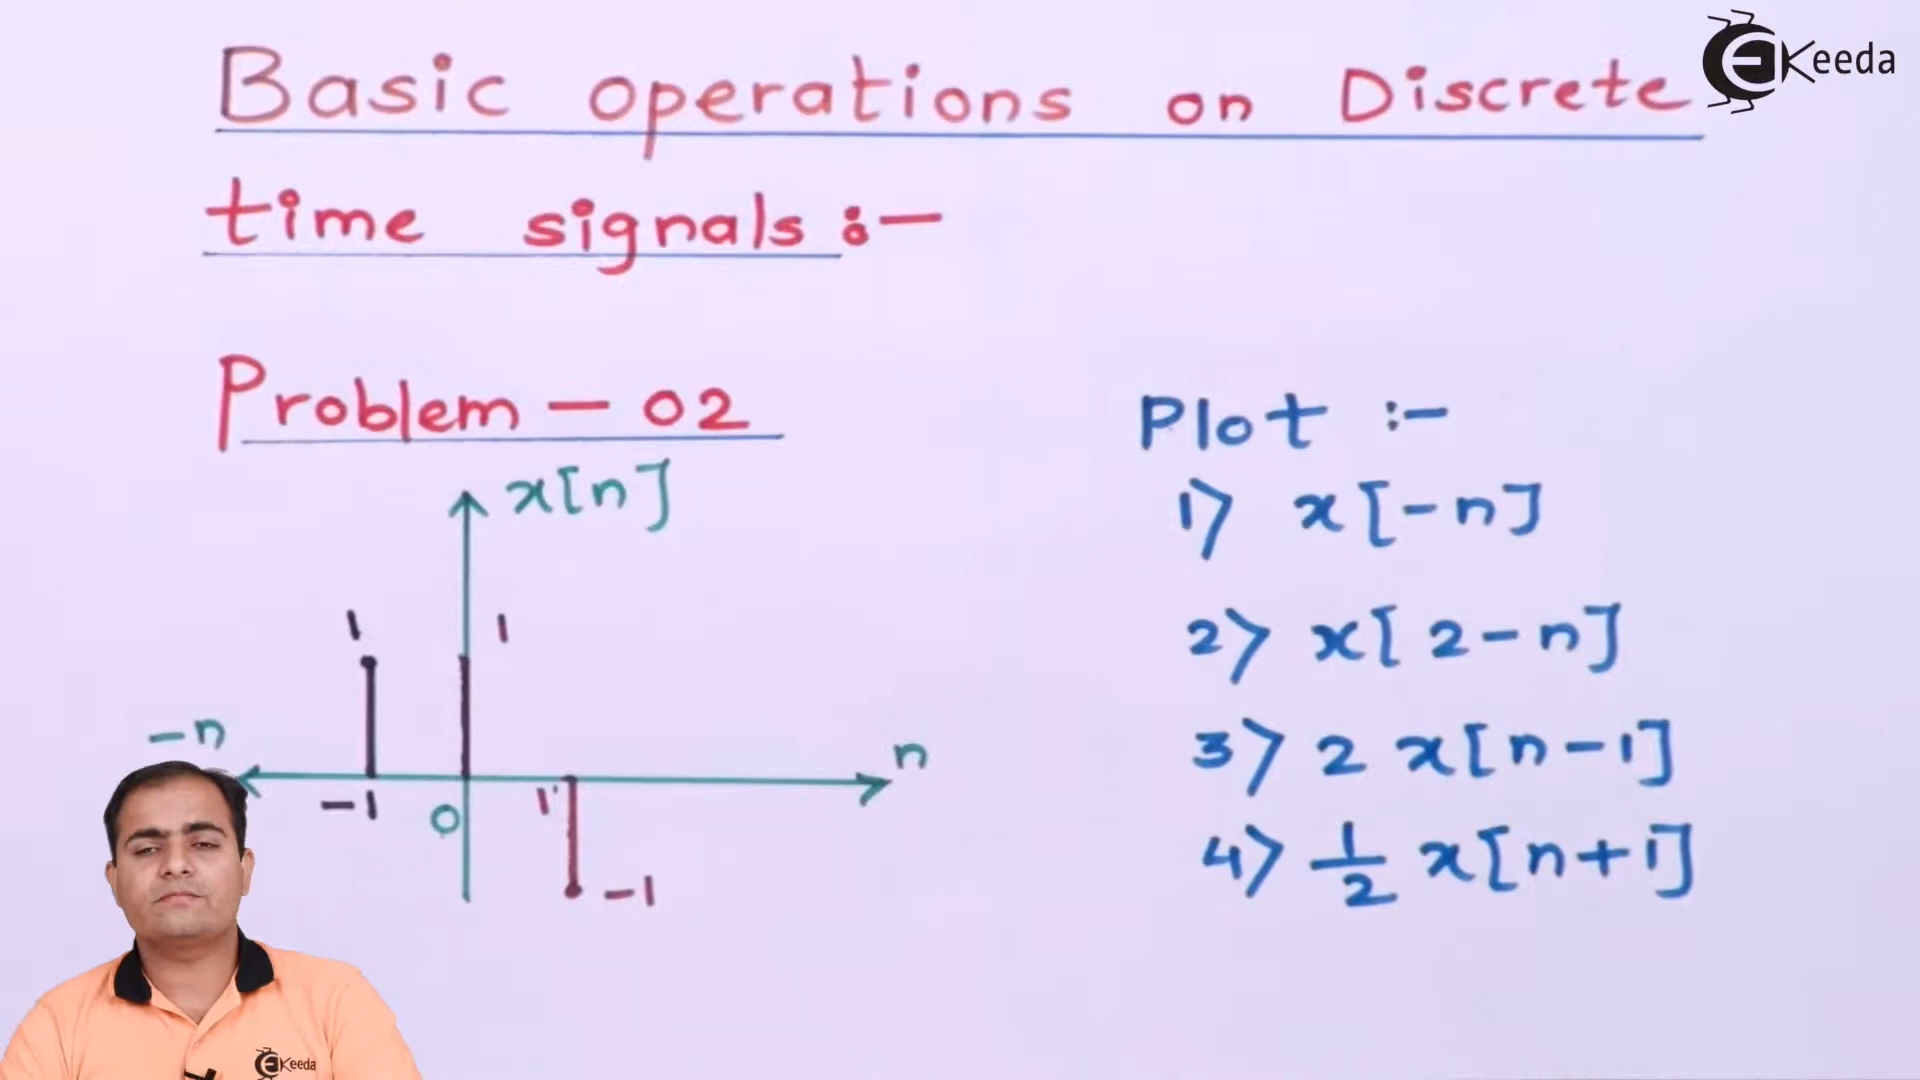 Basic operations on Discrete
time signals :-
EKeeda
Problem - 02
x[n]
1
1
-n
n
-1
0
1
-1
Plot :-
1> x[-n]
2> x[2-n]
3> 2 x[n-1]
4> 1/2 x[n+1]
EKeeda